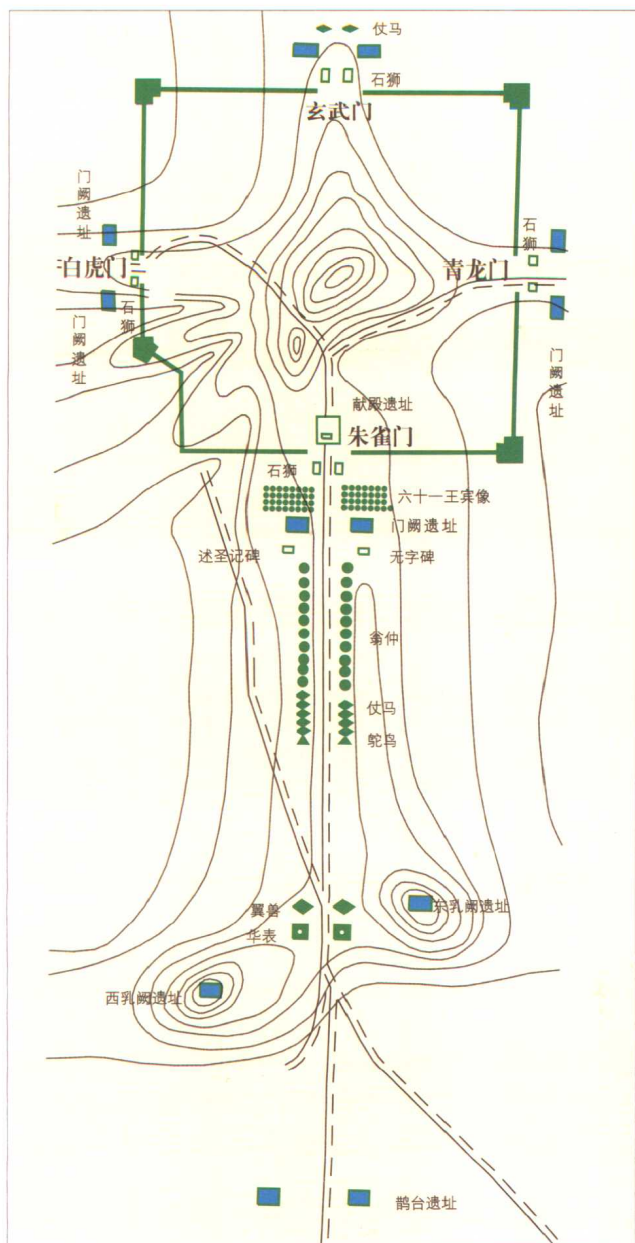 仗马
石狮
玄武门
门阙遗址
石狮
白虎门
青龙门
石狮
门阙遗址
门阙遗址
献殿遗址
朱雀门
石狮
六十一王宾像
门阙遗址
述圣记碑
无字碑
翁仲
仗马
鸵鸟
翼兽
东乳阙遗址
华表
西乳阙遗址
鹊台遗址